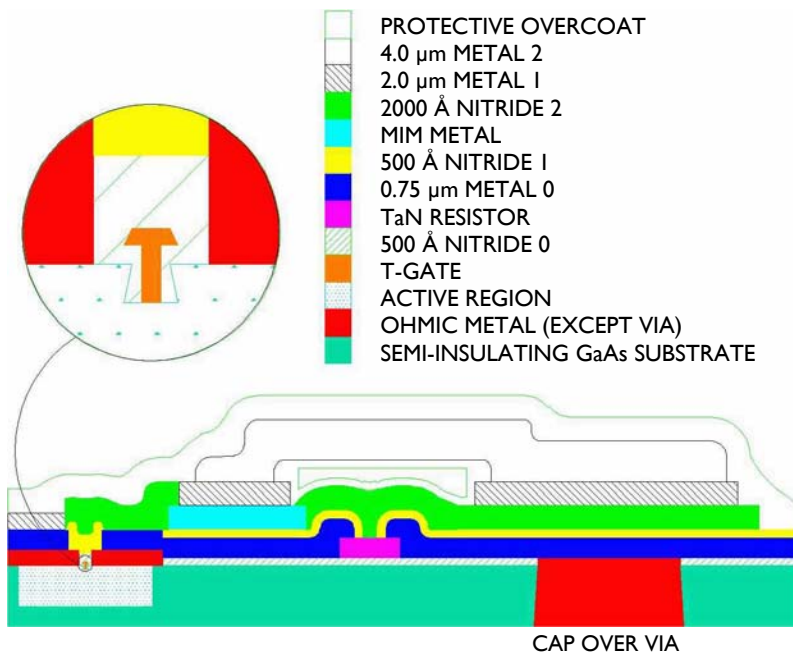 PROTECTIVE OVERCOAT
4.0 µm METAL 2
2.0 µm METAL 1
2000 Å NITRIDE 2
MIM METAL
500 Å NITRIDE 1
0.75 µm METAL 0
TaN RESISTOR
500 Å NITRIDE 0
T-GATE
ACTIVE REGION
OHMIC METAL (EXCEPT VIA)
SEMI-INSULATING GaAs SUBSTRATE
CAP OVER VIA